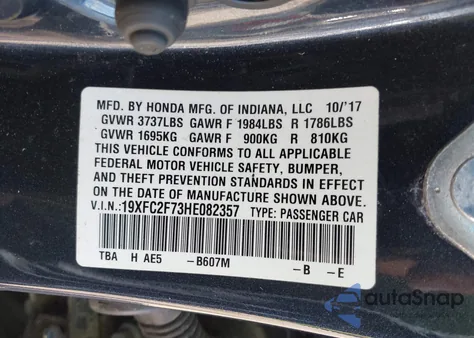 MFD. BY HONDA MFG. OF INDIANA, LLC 10/'17
GVWR 3737LBS GAWR F 1984LBS R 1786LBS
GVWR 1695KG GAWR F 900KG R 810KG
THIS VEHICLE CONFORMS TO ALL APPLICABLE
FEDERAL MOTOR VEHICLE SAFETY, BUMPER,
AND THEFT PREVENTION STANDARDS IN EFFECT
ON THE DATE OF MANUFACTURE SHOWN ABOVE.
V.I.N.:19XFC2F73HE082357 TYPE: PASSENGER CAR
TBA H AE5 -B607M -B -E
autaSnap